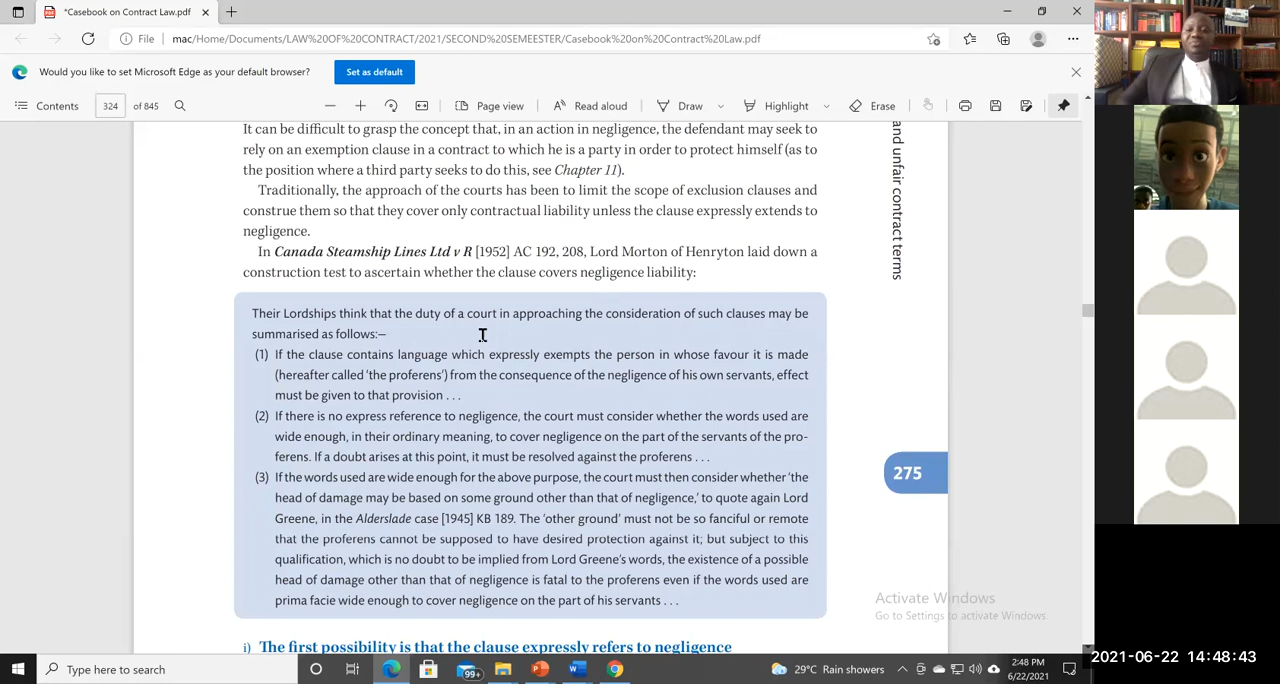 *Casebook on Contract Law.pdf
File
mac/Home/Documents/LAW%20OF%20CONTRACT/2021/SECOND%20SEMEESTER/Casebook%20on%20Contract%20Law.pdf
Would you like to set Microsoft Edge as your default browser?
Set as default
Contents
324
of 845
Page view
Read aloud
Draw
Highlight
Erase
It can be difficult to grasp the concept that, in an action in negligence, the defendant may seek to
rely on an exemption clause in a contract to which he is a party in order to protect himself (as to
the position where a third party seeks to do this, see Chapter 11).
Traditionally, the approach of the courts has been to limit the scope of exclusion clauses and
construe them so that they cover only contractual liability unless the clause expressly extends to
negligence.
In Canada Steamship Lines Ltd v R [1952] AC 192, 208, Lord Morton of Henryton laid down a
construction test to ascertain whether the clause covers negligence liability:
Their Lordships think that the duty of a court in approaching the consideration of such clauses may be
summarised as follows:–
(1) If the clause contains language which expressly exempts the person in whose favour it is made
(hereafter called 'the proferens') from the consequence of the negligence of his own servants, effect
must be given to that provision . . .
(2) If there is no express reference to negligence, the court must consider whether the words used are
wide enough, in their ordinary meaning, to cover negligence on the part of the servants of the pro-
ferens. If a doubt arises at this point, it must be resolved against the proferens . . .
(3) If the words used are wide enough for the above purpose, the court must then consider whether 'the
head of damage may be based on some ground other than that of negligence,' to quote again Lord
Greene, in the Alderslade case [1945] KB 189. The 'other ground' must not be so fanciful or remote
that the proferens cannot be supposed to have desired protection against it; but subject to this
qualification, which is no doubt to be implied from Lord Greene's words, the existence of a possible
head of damage other than that of negligence is fatal to the proferens even if the words used are
prima facie wide enough to cover negligence on the part of his servants . . .
i) The first possibility is that the clause expressly refers to negligence
and unfair contract terms
275
Activate Windows
Go to Settings to activate Windows.
Type here to search
99+
29°C Rain showers
2:48 PM
6/22/2021
2021-06-22 14:48:43